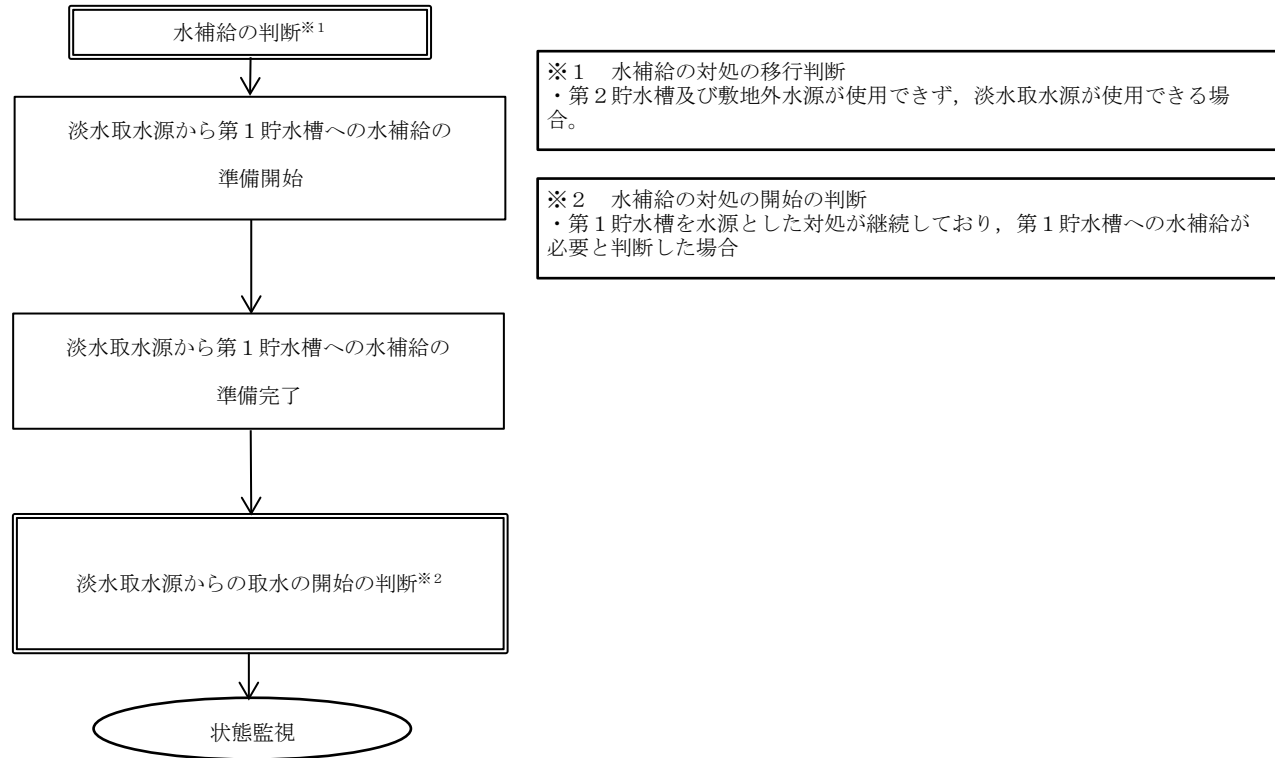 水補給の判断※1
淡水取水源から第1貯水槽への水補給の
準備開始
淡水取水源から第1貯水槽への水補給の
準備完了
淡水取水源からの取水の開始の判断※2
状態監視
※1 水補給の対処の移行判断
・第2貯水槽及び敷地外水源が使用できず,淡水取水源が使用できる場
合。
※2 水補給の対処の開始の判断
・第1貯水槽を水源とした対処が継続しており,第1貯水槽への水補給が
必要と判断した場合